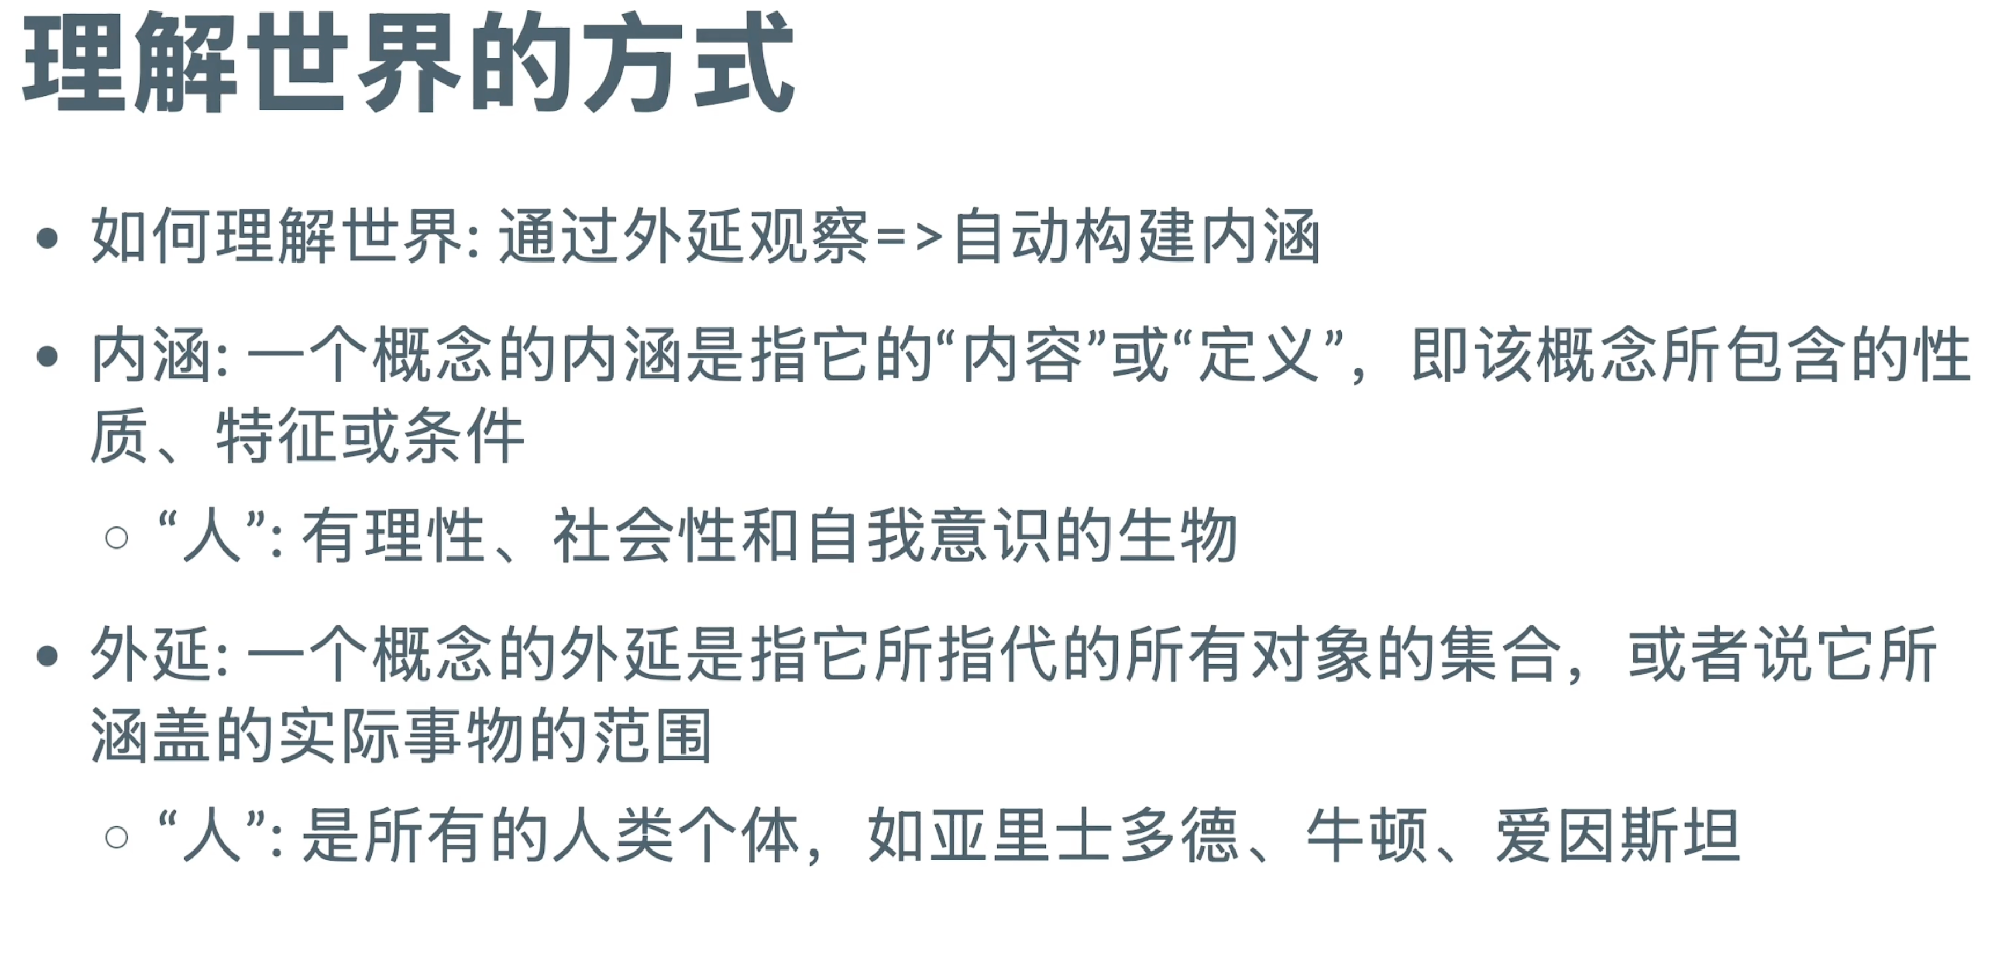 理解世界的方式
• 如何理解世界: 通过外延观察=>自动构建内涵
• 内涵: 一个概念的内涵是指它的“内容”或“定义”，即该概念所包含的性
质、特征或条件
○ “人”: 有理性、社会性和自我意识的生物
• 外延: 一个概念的外延是指它所指代的所有对象的集合，或者说它所
涵盖的实际事物的范围
○ “人”: 是所有的人类个体，如亚里士多德、牛顿、爱因斯坦